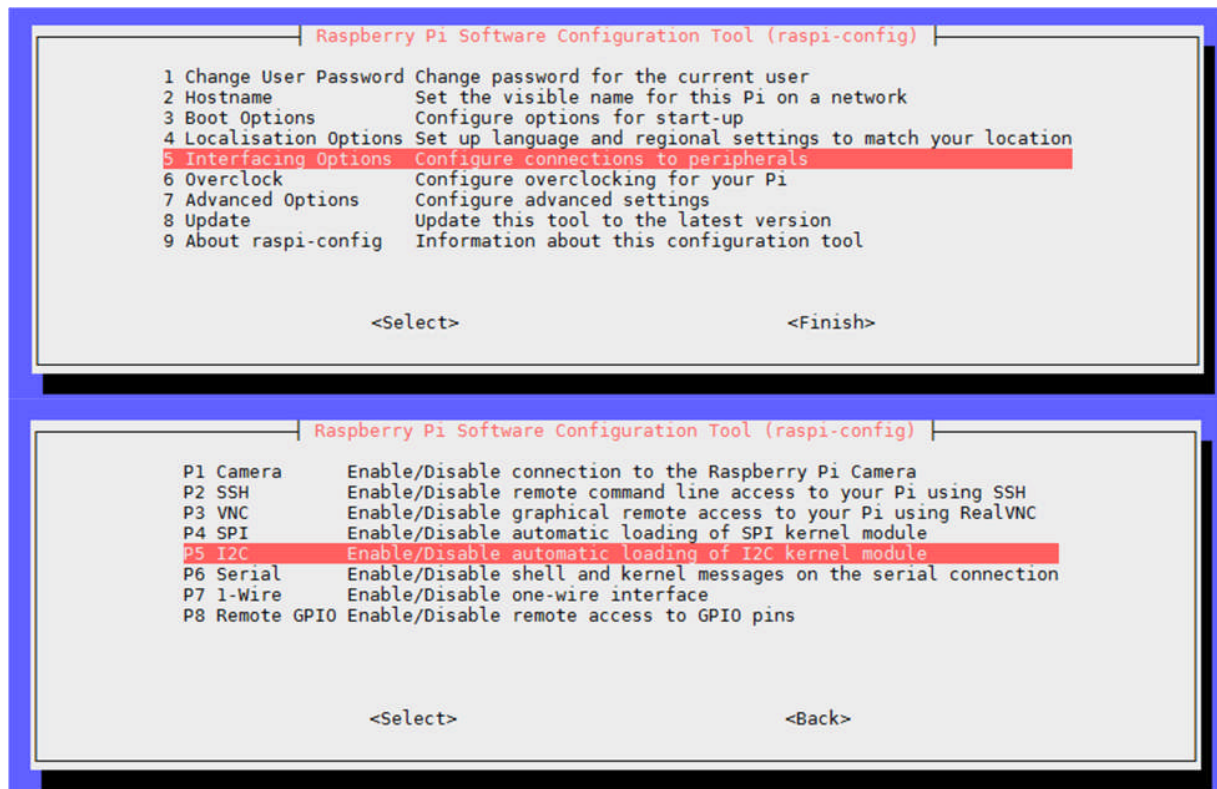 Raspberry Pi Software Configuration Tool (raspi-config)
1 Change User Password Change password for the current user
2 Hostname Set the visible name for this Pi on a network
3 Boot Options Configure options for start-up
4 Localisation Options Set up language and regional settings to match your location
5 Interfacing Options Configure connections to peripherals
6 Overclock Configure overclocking for your Pi
7 Advanced Options Configure advanced settings
8 Update Update this tool to the latest version
9 About raspi-config Information about this configuration tool
<Select> <Finish>
Raspberry Pi Software Configuration Tool (raspi-config)
P1 Camera Enable/Disable connection to the Raspberry Pi Camera
P2 SSH Enable/Disable remote command line access to your Pi using SSH
P3 VNC Enable/Disable graphical remote access to your Pi using RealVNC
P4 SPI Enable/Disable automatic loading of SPI kernel module
P5 I2C Enable/Disable automatic loading of I2C kernel module
P6 Serial Enable/Disable shell and kernel messages on the serial connection
P7 1-Wire Enable/Disable one-wire interface
P8 Remote GPIO Enable/Disable remote access to GPIO pins
<Select> <Back>